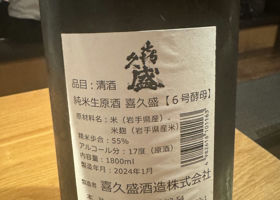 喜久盛
品目：清酒
純米生原酒 喜久盛【6号酵母】
原材料名：米（岩手県産）、
米麹（岩手県産米）
精米歩合：55%
アルコール分：17度（原酒）
内容量：1800ml
製造年月：2024年1月
製造者 喜久盛酒造株式会社